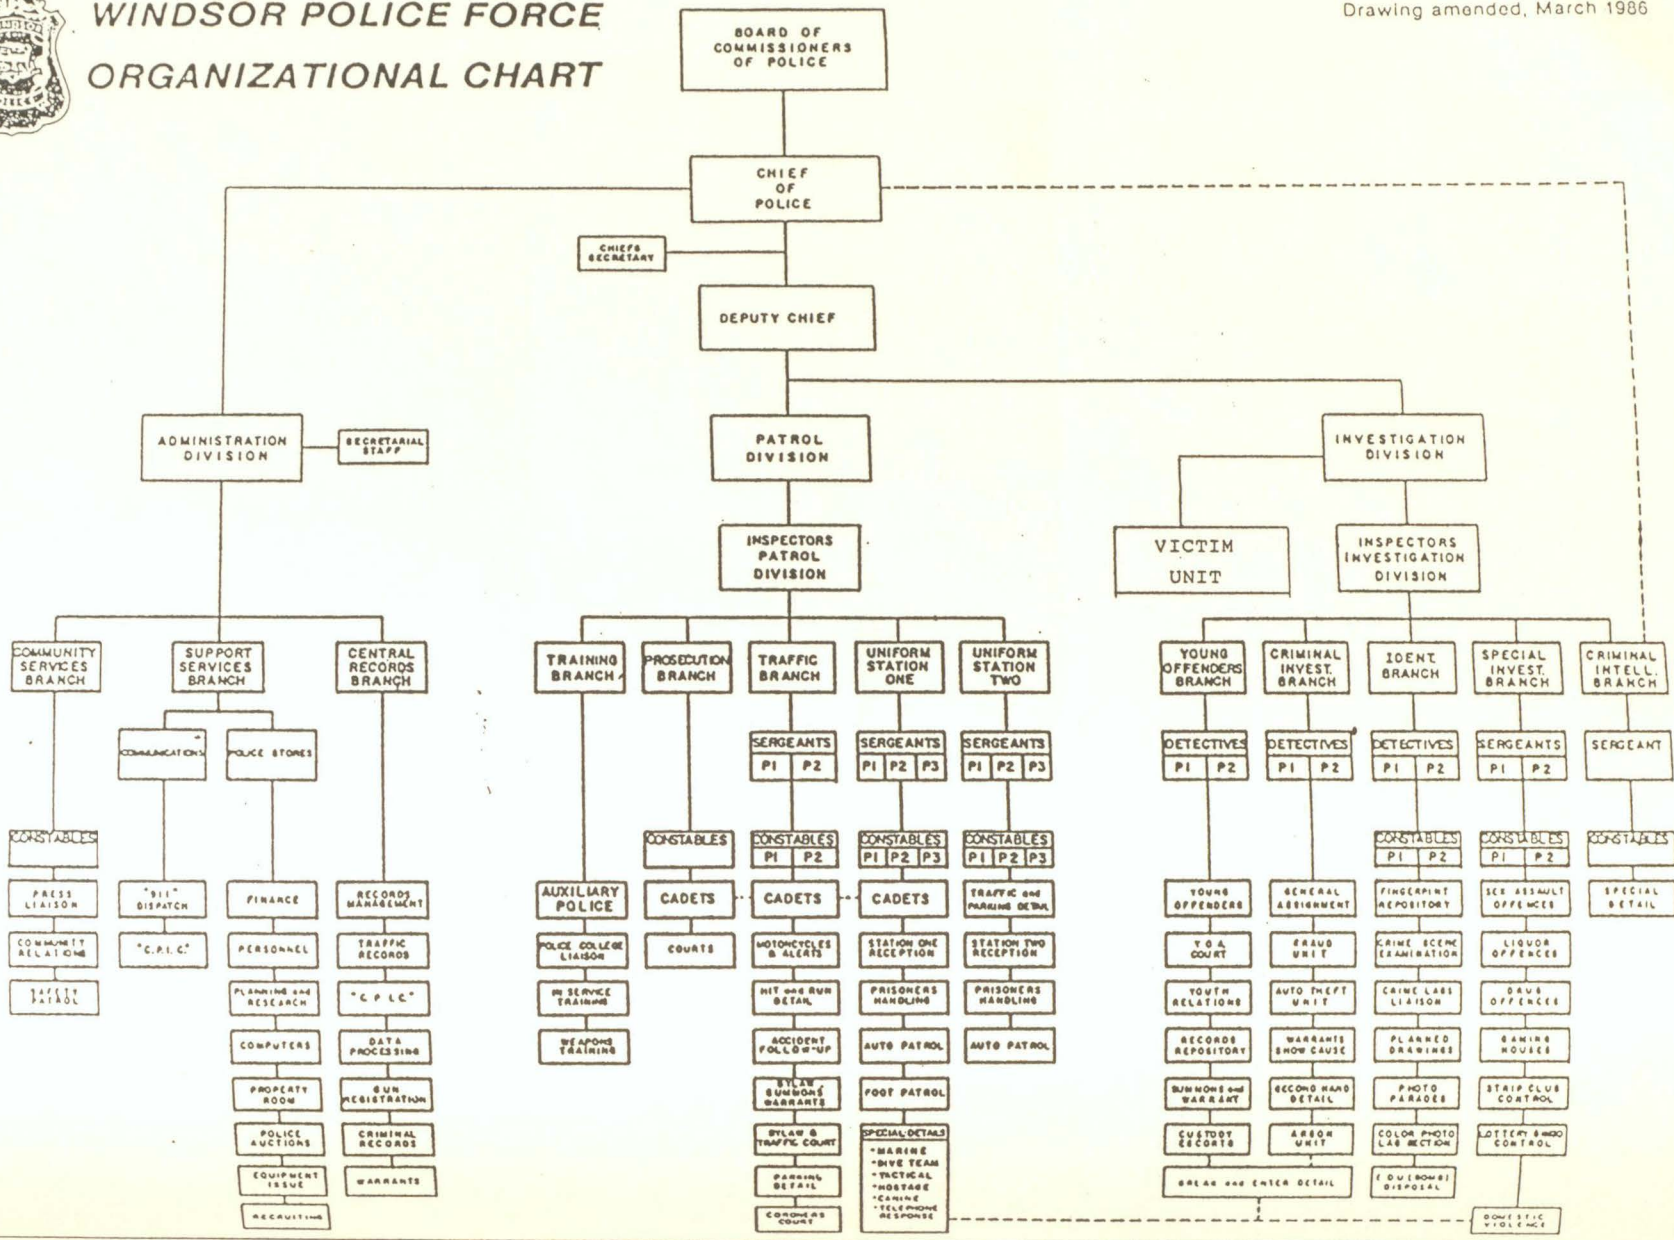 WINDSOR POLICE FORCE
ORGANIZATIONAL CHART
Drawing amended, March 1986
BOARD OF
COMMISSIONERS
OF POLICE
CHIEF
OF
POLICE
CHIEFS
SECRETARY
DEPUTY CHIEF
ADMINISTRATION
DIVISION
SECRETARIAL
STAFF
PATROL
DIVISION
INVESTIGATION
DIVISION
INSPECTORS
PATROL
DIVISION
VICTIM
UNIT
INSPECTORS
INVESTIGATION
DIVISION
COMMUNITY
SERVICES
BRANCH
SUPPORT
SERVICES
BRANCH
CENTRAL
RECORDS
BRANCH
TRAINING
BRANCH
PROSECUTION
BRANCH
TRAFFIC
BRANCH
UNIFORM
STATION
ONE
UNIFORM
STATION
TWO
YOUNG
OFFENDERS
BRANCH
CRIMINAL
INVEST.
BRANCH
IDENT.
BRANCH
SPECIAL
INVEST.
BRANCH
CRIMINAL
INTELL.
BRANCH
COMMUNICATIONS
POLICE STORES
SERGEANTS
P1 P2
SERGEANTS
P1 P2 P3
SERGEANTS
P1 P2 P3
DETECTIVES
P1 P2
DETECTIVES
P1 P2
DETECTIVES
P1 P2
SERGEANTS
P1 P2
SERGEANT
CONSTABLES
CONSTABLES
CONSTABLES
P1 P2
CONSTABLES
P1 P2 P3
CONSTABLES
P1 P2 P3
CONSTABLES
P1 P2
CONSTABLES
P1 P2
CONSTABLES
PRESS
LIAISON
"911"
DISPATCH
FINANCE
RECORDS
MANAGEMENT
AUXILIARY
POLICE
CADETS
CADETS
CADETS
TRAFFIC and
PARKING DETAIL
YOUNG
OFFENDERS
GENERAL
ASSIGNMENT
FINGERPINT
REPOSITORY
SEX ASSAULT
OFFENCES
SPECIAL
DETAIL
COMMUNITY
RELATIONS
"C.P.I.C."
PERSONNEL
TRAFFIC
RECORDS
POLICE COLLEGE
LIAISON
COURTS
MOTORCYCLES
& ALERTS
STATION ONE
RECEPTION
STATION TWO
RECEPTION
Y O A
COURT
FRAUD
UNIT
CRIME SCENE
EXAMINATION
LIQUOR
OFFENCES
SAFETY
PATROL
PLANNING and
RESEARCH
"C.P.I.C."
IN SERVICE
TRAINING
HIT and RUN
DETAIL
PRISONERS
HANDLING
PRISONERS
HANDLING
YOUTH
RELATIONS
AUTO THEFT
UNIT
CRIME LABS
LIAISON
DRUG
OFFENCES
COMPUTERS
DATA
PROCESSING
WEAPONS
TRAINING
ACCIDENT
FOLLOW-UP
AUTO PATROL
AUTO PATROL
RECORDS
REPOSITORY
WARRANTS
SHOW CAUSE
PLANNED
DRAWINGS
GAMING
HOUSES
PROPERTY
ROOM
GUN
REGISTRATION
BYLAW
SUMMONS
WARRANTS
FOOT PATROL
SUMMONS and
WARRANT
SECOND HAND
DETAIL
PHOTO
PARADES
STRIP CLUB
CONTROL
POLICE
AUCTIONS
CRIMINAL
RECORDS
BYLAW &
TRAFFIC COURT
SPECIAL DETAILS
•MARINE
•DIVE TEAM
•TACTICAL
•HOSTAGE
•CANINE
•TELEPHONE
RESPONSE
CUSTODY
ESCORTS
ARSON
UNIT
COLOR PHOTO
LAB SECTION
LOTTERY BINGO
CONTROL
EQUIPMENT
ISSUE
WARRANTS
PARKING
DETAIL
BREAK and ENTER DETAIL
E D U (BOMB)
DISPOSAL
RECRUITING
CORONERS
COURT
DOMESTIC
VIOLENCE